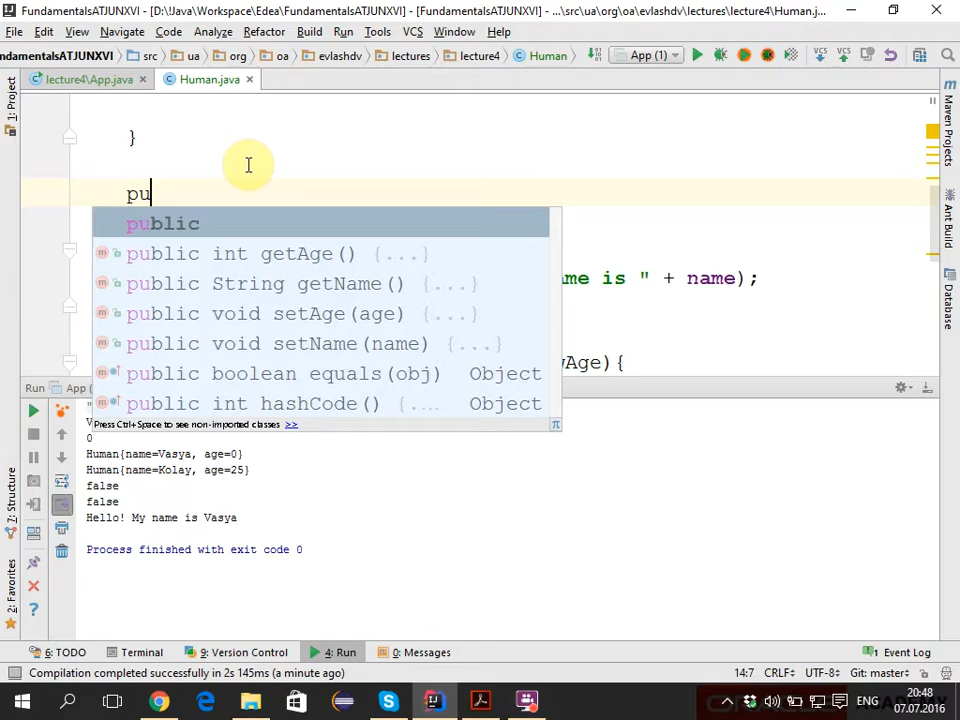 FundamentalsATJUNXVI - [D:\Java\Workspace\Edea\FundamentalsATJUNXVI] - [FundamentalsATJUNXVI] - ...\src\ua\org\oa\evlashdv\lectures\lecture4\Human.j...
File Edit View Navigate Code Analyze Refactor Build Run Tools VCS Window Help
ndamentalsATJUNXVI src ua org oa evlashdv lectures lecture4 Human App (1) VCS VCS
lecture4\App.java Human.java
1: Project
}
pu
public
public int getAge() {...}
public String getName() {...}
ame is " + name);
public void setAge(age) {...}
public void setName(name) {...}
wAge){
public boolean equals(obj) Object
public int hashCode() {.... Object
Press Ctrl+Space to see non-imported classes >> π
Maven Projects
Ant Build
Database
Run App
0
Human{name=Vasya, age=0}
Human{name=Kolay, age=25}
false
false
Hello! My name is Vasya
Process finished with exit code 0
7: Structure
2: Favorites
6: TODO Terminal 9: Version Control 4: Run 0: Messages 1 Event Log
Compilation completed successfully in 2s 145ms (a minute ago) 14:7 CRLF÷ UTF-8÷ Git: master÷
ENG 20:48
07.07.2016